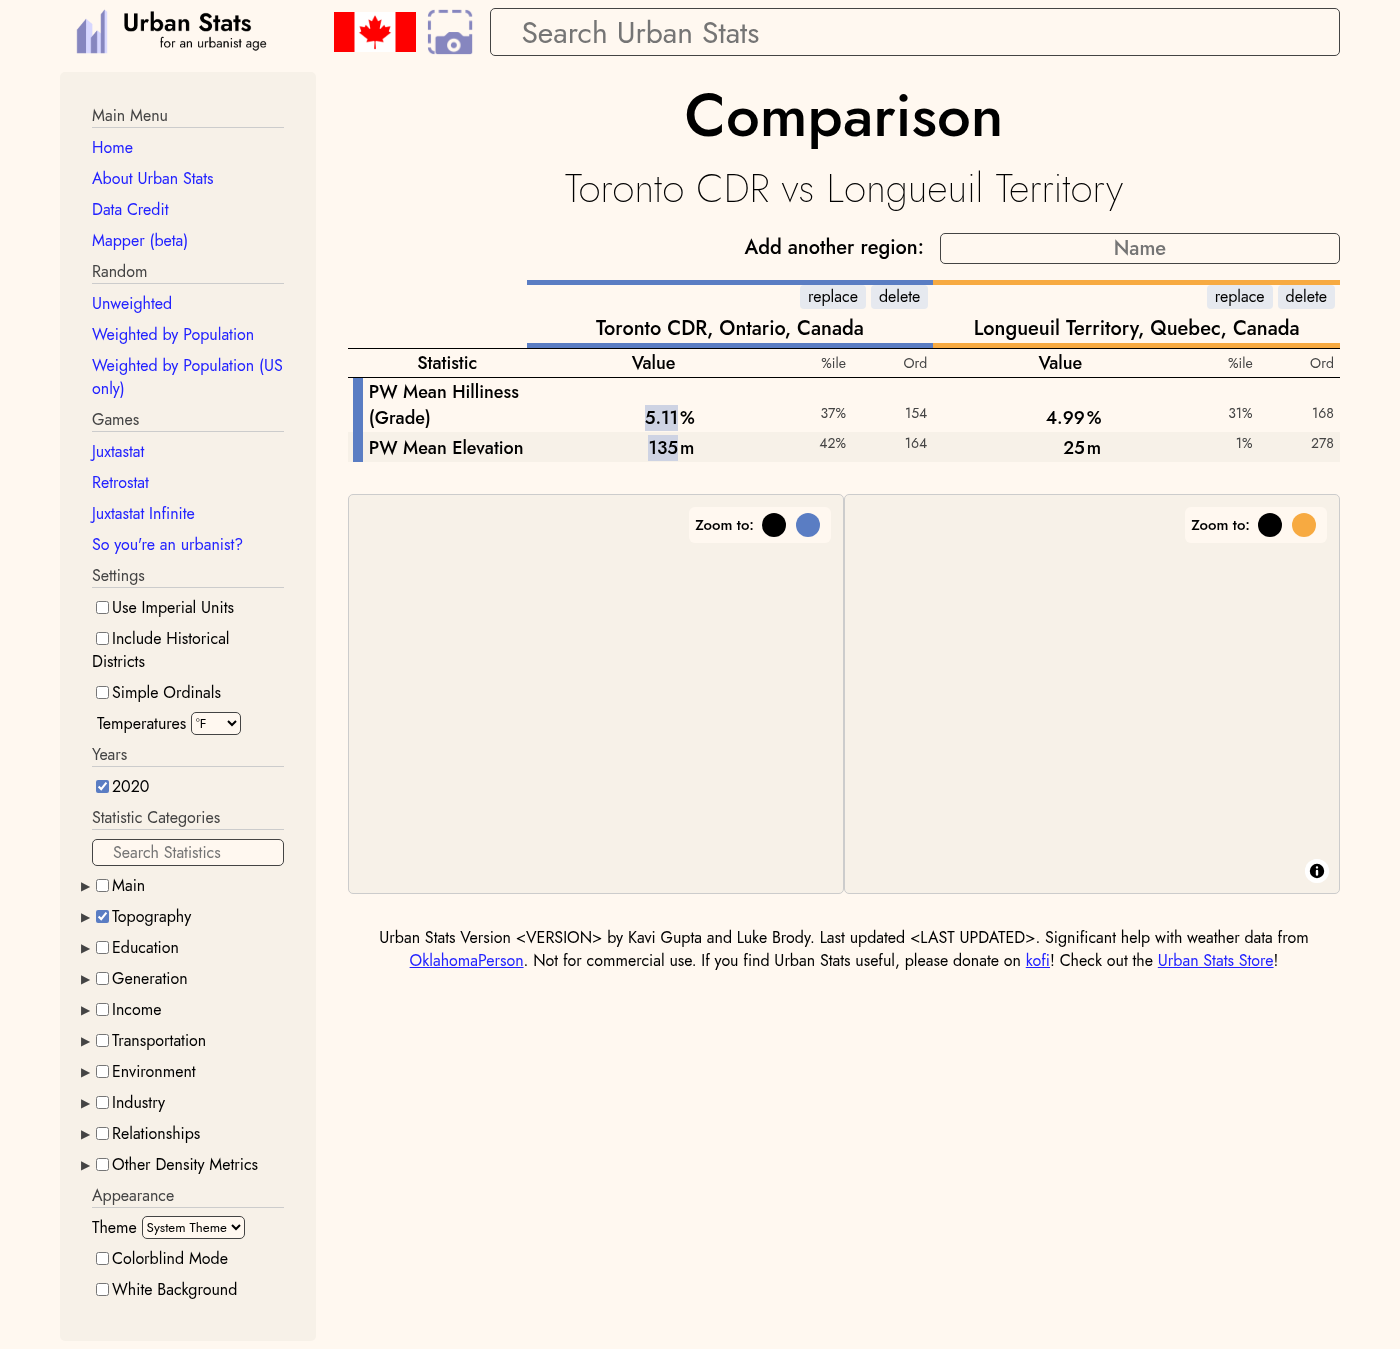 Urban Stats
for an urbanist age
Search Urban Stats
Main Menu
Home
About Urban Stats
Data Credit
Mapper (beta)
Random
Unweighted
Weighted by Population
Weighted by Population (US
only)
Games
Juxtastat
Retrostat
Juxtastat Infinite
So you're an urbanist?
Settings
Use Imperial Units
Include Historical
Districts
Simple Ordinals
Temperatures °F
Years
2020
Statistic Categories
Search Statistics
Main
Topography
Education
Generation
Income
Transportation
Environment
Industry
Relationships
Other Density Metrics
Appearance
Theme System Theme
Colorblind Mode
White Background
Comparison
Toronto CDR vs Longueuil Territory
Add another region: Name
replace delete replace delete
Toronto CDR, Ontario, Canada Longueuil Territory, Quebec, Canada
Statistic Value %ile Ord Value %ile Ord
PW Mean Hilliness
(Grade) 5.11% 37% 154 4.99% 31% 168
PW Mean Elevation 135m 42% 164 25m 1% 278
Zoom to: Zoom to:
Urban Stats Version <VERSION> by Kavi Gupta and Luke Brody. Last updated <LAST UPDATED>. Significant help with weather data from
OklahomaPerson. Not for commercial use. If you find Urban Stats useful, please donate on kofi! Check out the Urban Stats Store!